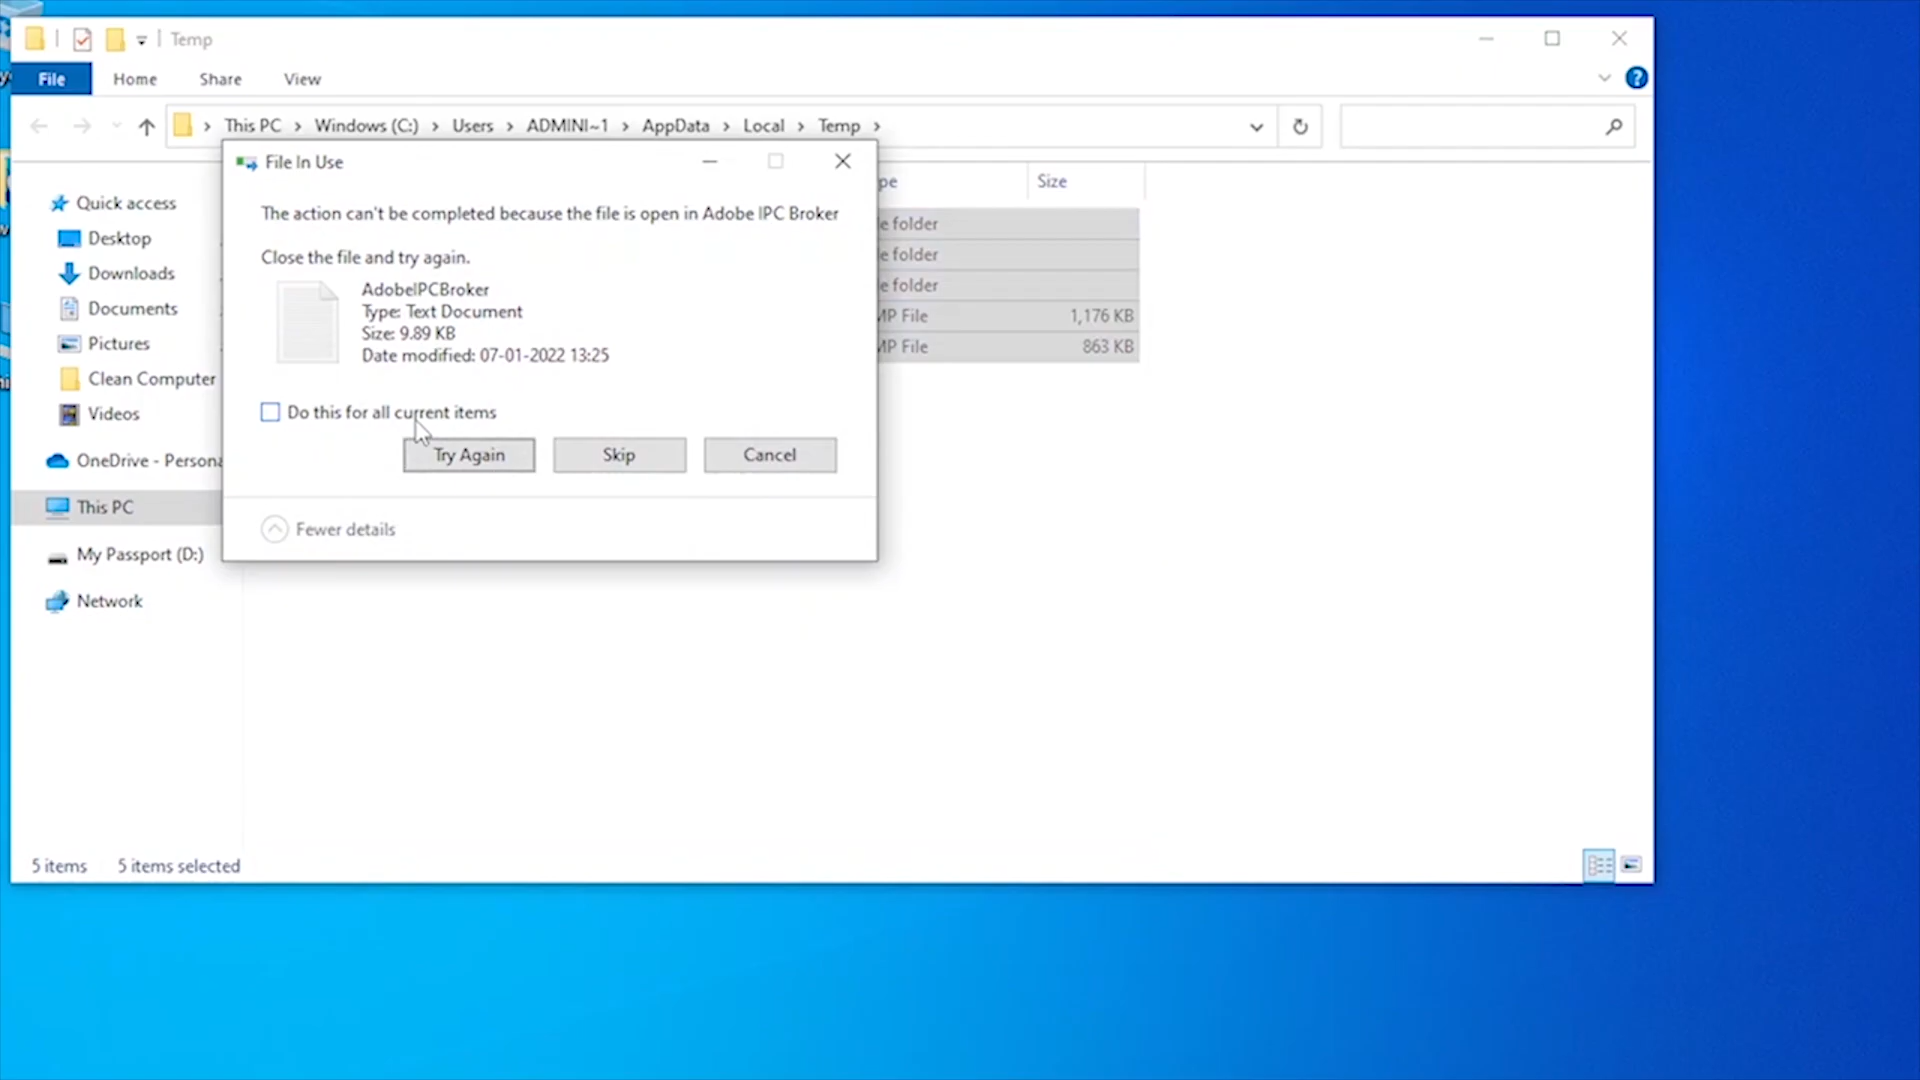 Temp
File
Home
Share
View
This PC
Windows (C:)
Users
ADMINI~1
AppData
Local
Temp
File In Use
The action can't be completed because the file is open in Adobe IPC Broker
Close the file and try again.
AdobeIPCBroker
Type: Text Document
Size: 9.89 KB
Date modified: 07-01-2022 13:25
Do this for all current items
Try Again
Skip
Cancel
Fewer details
Quick access
Desktop
Downloads
Documents
Pictures
Clean Computer
Videos
OneDrive - Persona
This PC
My Passport (D:)
Network
pe
Size
e folder
e folder
e folder
MP File
1,176 KB
MP File
863 KB
5 items
5 items selected